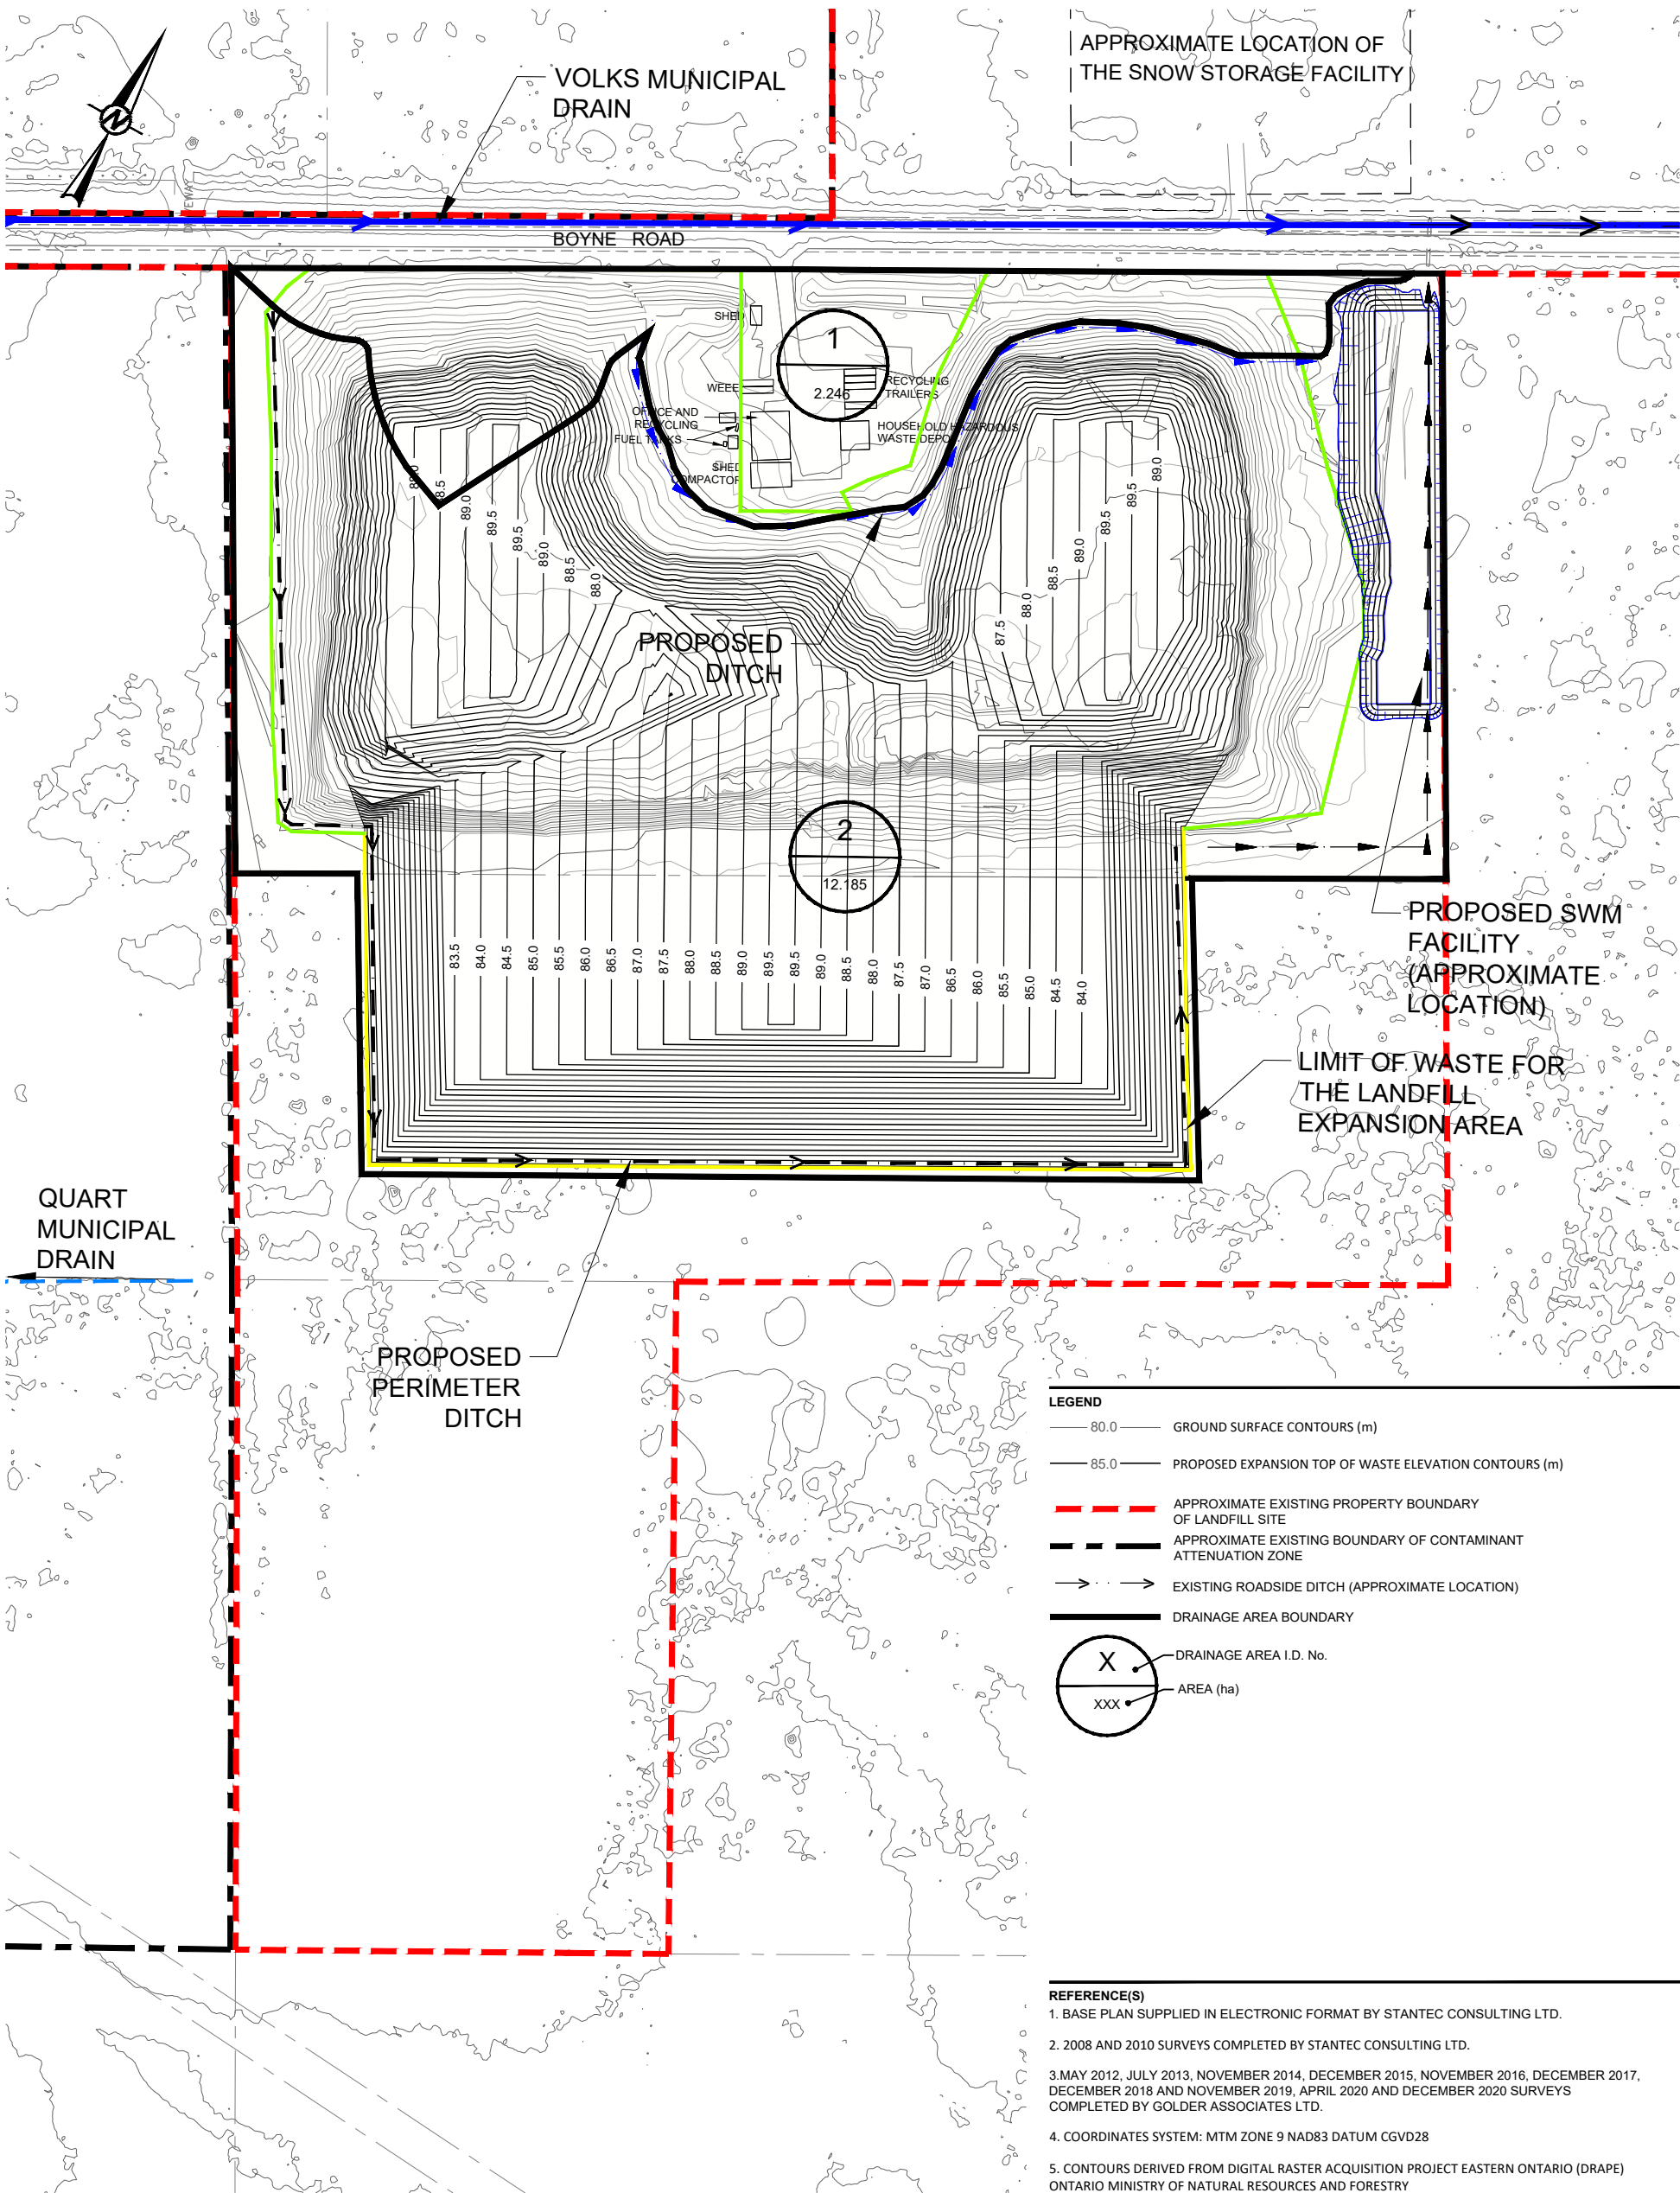 APPROXIMATE LOCATION OF
THE SNOW STORAGE FACILITY
VOLKS MUNICIPAL
DRAIN
N
BOYNE ROAD
SHED
1
2.246
WEEE
RECYCLING
TRAILERS
OFFICE AND
RECYCLING
FUEL TANKS
HOUSEHOLD HAZARDOUS
WASTE DEPOT
SHED
COMPACTOR
88.0
88.5
89.0
89.5
89.5
89.0
88.5
88.0
87.5
88.0
88.5
89.0
89.5
89.5
89.0
89.0
PROPOSED
DITCH
2
12.185
83.5
84.0
84.5
85.0
85.5
86.0
86.5
87.0
87.5
88.0
88.5
89.0
89.5
89.5
89.0
88.5
88.0
87.5
87.0
86.5
86.0
85.5
85.0
84.5
84.0
PROPOSED SWM
FACILITY
(APPROXIMATE
LOCATION)
LIMIT OF WASTE FOR
THE LANDFILL
EXPANSION AREA
QUART
MUNICIPAL
DRAIN
PROPOSED
PERIMETER
DITCH
LEGEND
80.0 GROUND SURFACE CONTOURS (m)
85.0 PROPOSED EXPANSION TOP OF WASTE ELEVATION CONTOURS (m)
APPROXIMATE EXISTING PROPERTY BOUNDARY
OF LANDFILL SITE
APPROXIMATE EXISTING BOUNDARY OF CONTAMINANT
ATTENUATION ZONE
EXISTING ROADSIDE DITCH (APPROXIMATE LOCATION)
DRAINAGE AREA BOUNDARY
X
DRAINAGE AREA I.D. No.
XXX
AREA (ha)
REFERENCE(S)
1. BASE PLAN SUPPLIED IN ELECTRONIC FORMAT BY STANTEC CONSULTING LTD.
2. 2008 AND 2010 SURVEYS COMPLETED BY STANTEC CONSULTING LTD.
3.MAY 2012, JULY 2013, NOVEMBER 2014, DECEMBER 2015, NOVEMBER 2016, DECEMBER 2017,
DECEMBER 2018 AND NOVEMBER 2019, APRIL 2020 AND DECEMBER 2020 SURVEYS
COMPLETED BY GOLDER ASSOCIATES LTD.
4. COORDINATES SYSTEM: MTM ZONE 9 NAD83 DATUM CGVD28
5. CONTOURS DERIVED FROM DIGITAL RASTER ACQUISITION PROJECT EASTERN ONTARIO (DRAPE)
ONTARIO MINISTRY OF NATURAL RESOURCES AND FORESTRY